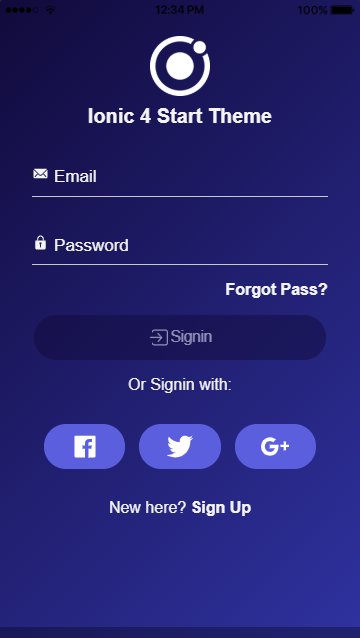 12:34 PM 100%
Ionic 4 Start Theme
Email
Password
Forgot Pass?
Signin
Or Signin with:
G+
New here? Sign Up